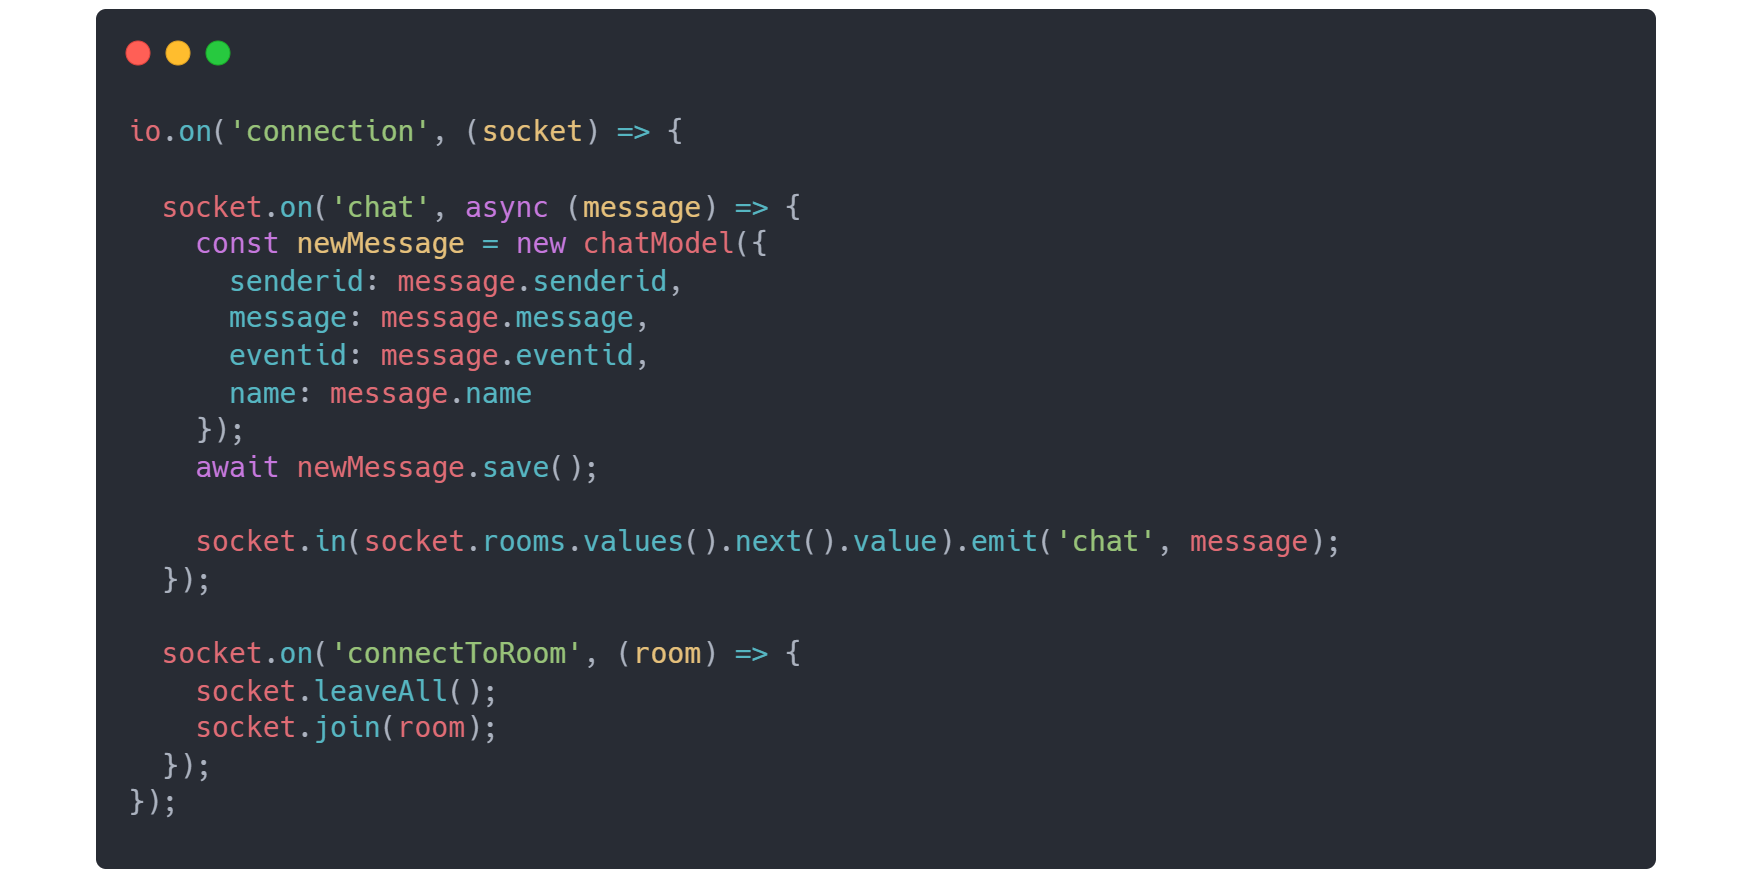 io.on('connection', (socket) => {
socket.on('chat', async (message) => {
const newMessage = new chatModel({
senderid: message.senderid,
message: message.message,
eventid: message.eventid,
name: message.name
});
await newMessage.save();
socket.in(socket.rooms.values().next().value).emit('chat', message);
});
socket.on('connectToRoom', (room) => {
socket.leaveAll();
socket.join(room);
});
});